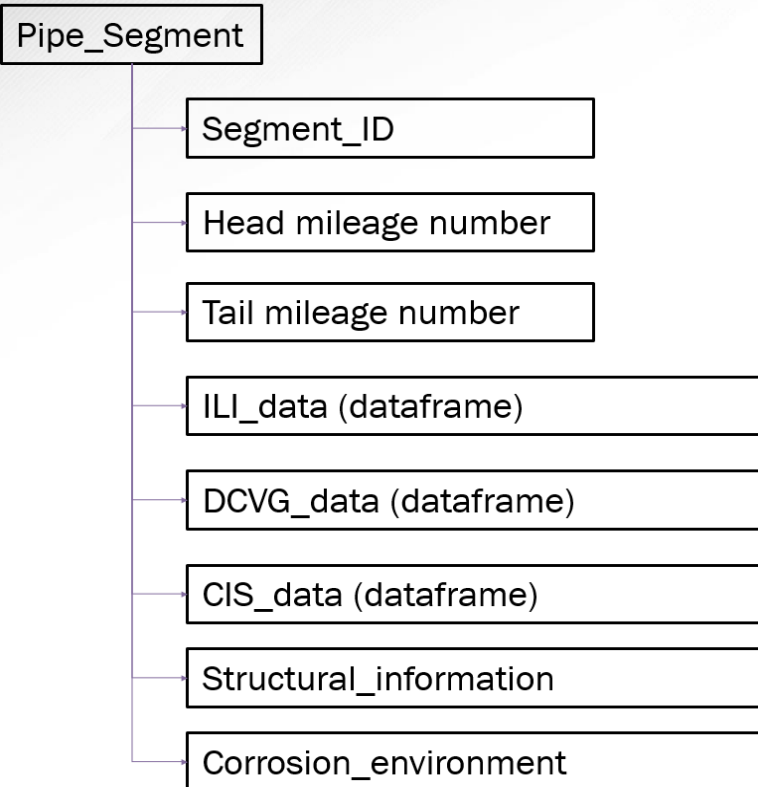 Pipe_Segment
Segment_ID
Head mileage number
Tail mileage number
ILI_data (dataframe)
DCVG_data (dataframe)
CIS_data (dataframe)
Structural_information
Corrosion_environment